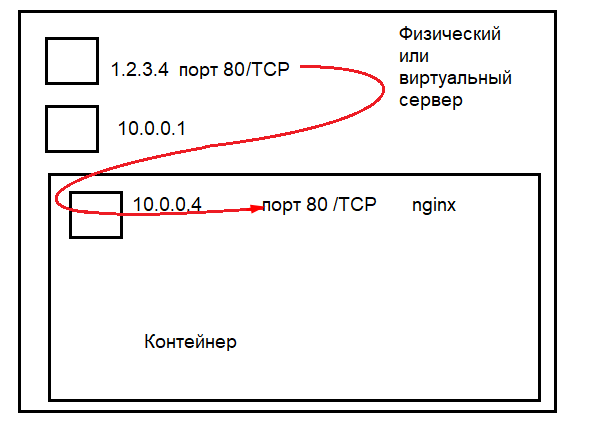 Физический
или
виртуальный
сервер
1.2.3.4 порт 80/TCP
10.0.0.1
10.0.0,4 порт 80 /TCP nginx
Контейнер